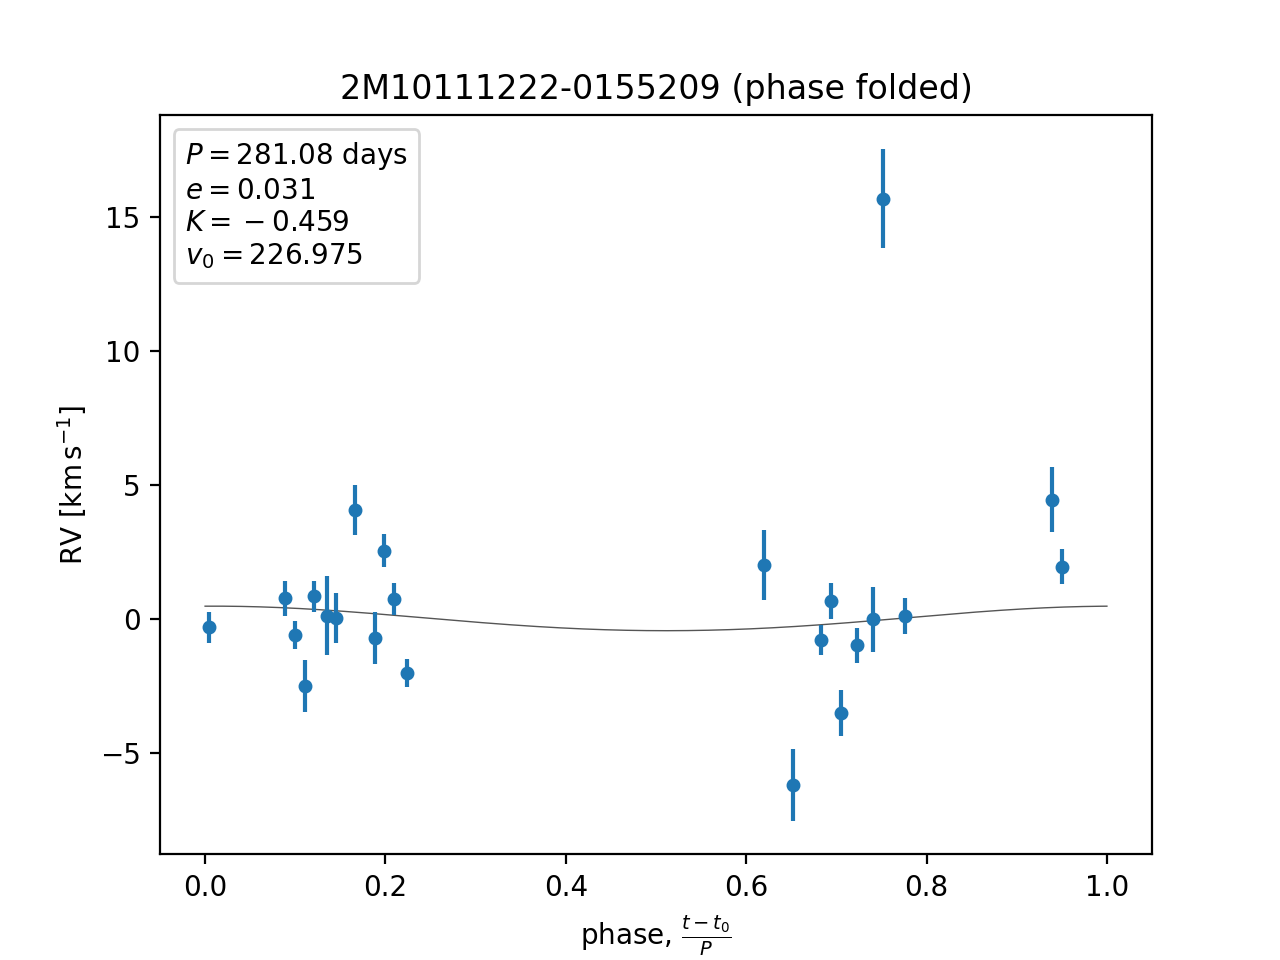 2M10111222-0155209 (phase folded)
P = 281.08 days
e = 0.031
K = −0.459
v₀ = 226.975
15
10
5
0
−5
RV [km s⁻¹]
0.0 0.2 0.4 0.6 0.8 1.0
phase, (t − t₀)/P